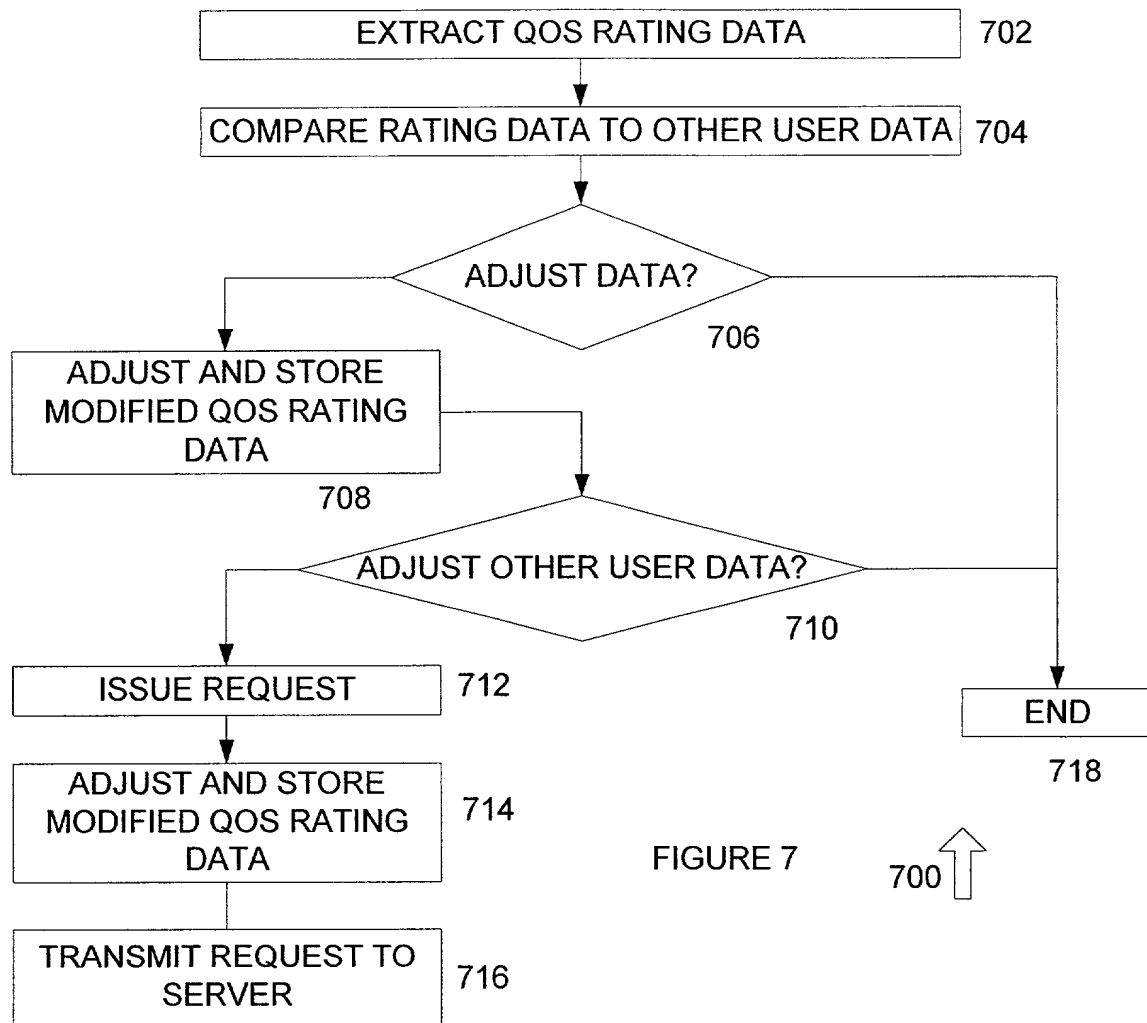 EXTRACT QOS RATING DATA
702
COMPARE RATING DATA TO OTHER USER DATA
704
ADJUST DATA?
706
ADJUST AND STORE
MODIFIED QOS RATING
DATA
708
ADJUST OTHER USER DATA?
710
ISSUE REQUEST
712
END
718
ADJUST AND STORE
MODIFIED QOS RATING
DATA
714
FIGURE 7
700
TRANSMIT REQUEST TO
SERVER
716